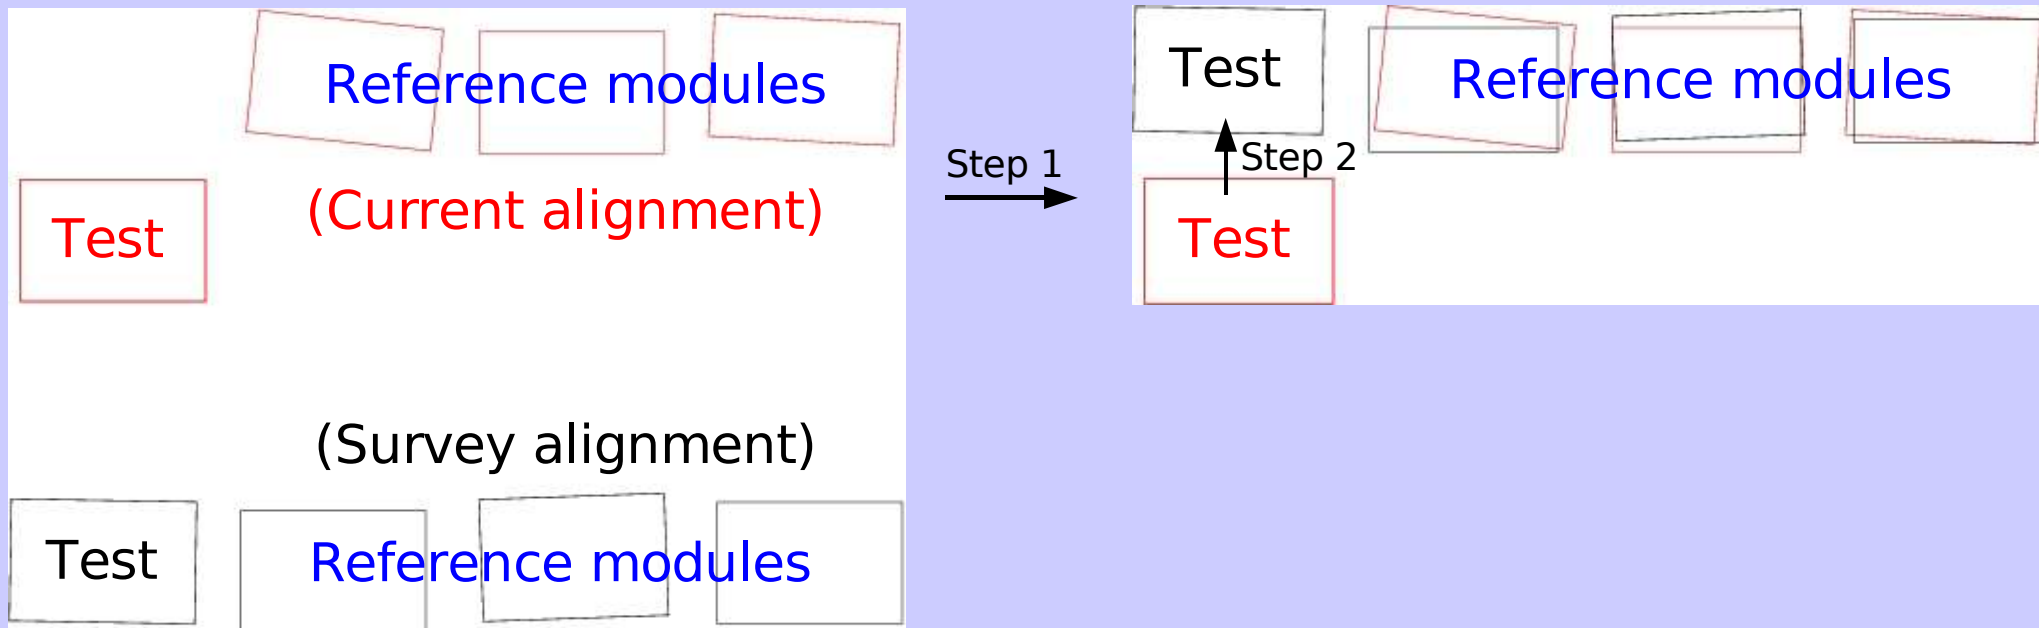 Reference modules
(Current alignment)
Test
(Survey alignment)
Test
Reference modules
Step 1
Test
Reference modules
Step 2
Test